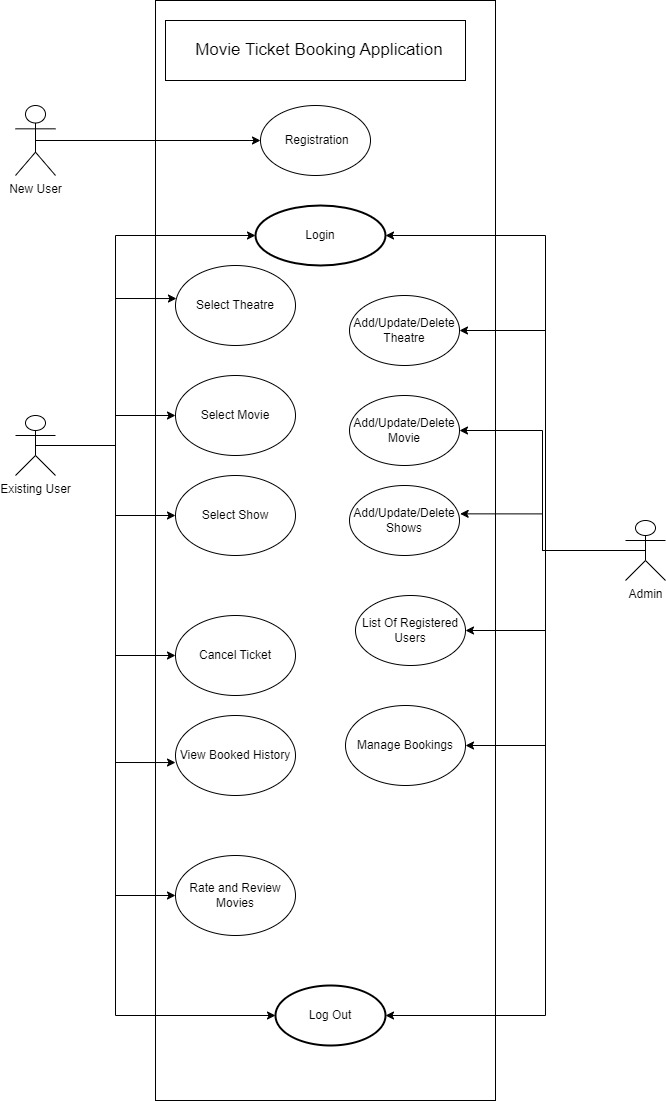 Movie Ticket Booking Application
Registration
New User
Login
Select Theatre
Add/Update/Delete
Theatre
Select Movie
Add/Update/Delete
Movie
Existing User
Select Show
Add/Update/Delete
Shows
Admin
List Of Registered
Users
Cancel Ticket
Manage Bookings
View Booked History
Rate and Review
Movies
Log Out